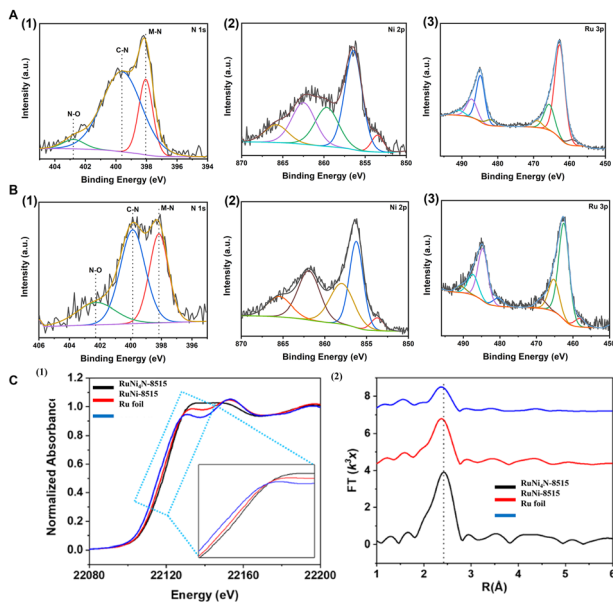 A
(1)
N 1s
M-N
C-N
N-O
Intensity (a.u.)
404 402 400 398 396 394
Binding Energy (eV)
(2)
Ni 2p
Intensity (a.u.)
870 865 860 855 850
Binding Energy (eV)
(3)
Ru 3p
Intensity (a.u.)
490 480 470 460 450
Binding Energy (eV)
B
(1)
N 1s
C-N
M-N
N-O
Intensity (a.u.)
406 404 402 400 398 396
Binding Energy (eV)
(2)
Ni 2p
Intensity (a.u.)
870 865 860 855 850
Binding Energy (eV)
(3)
Ru 3p
Intensity (a.u.)
490 480 470 460 450
Binding Energy (eV)
C
(1)
RuNi₄N-8515
RuNi-8515
Ru foil
Normalized Absorbance
1.2
1.0
0.8
0.6
0.4
0.2
0.0
22080 22120 22160 22200
Energy (eV)
(2)
RuNi₄N-8515
RuNi-8515
Ru foil
FT (k³x)
8
4
0
1 2 3 4 5 6
R(Å)